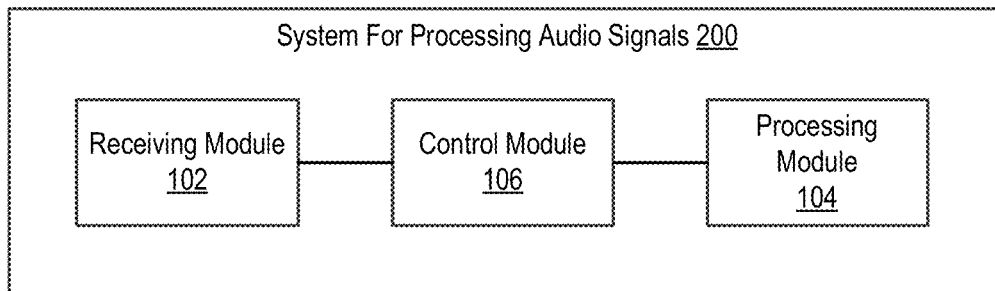 System For Processing Audio Signals 200
Receiving Module
102
Control Module
106
Processing
Module
104